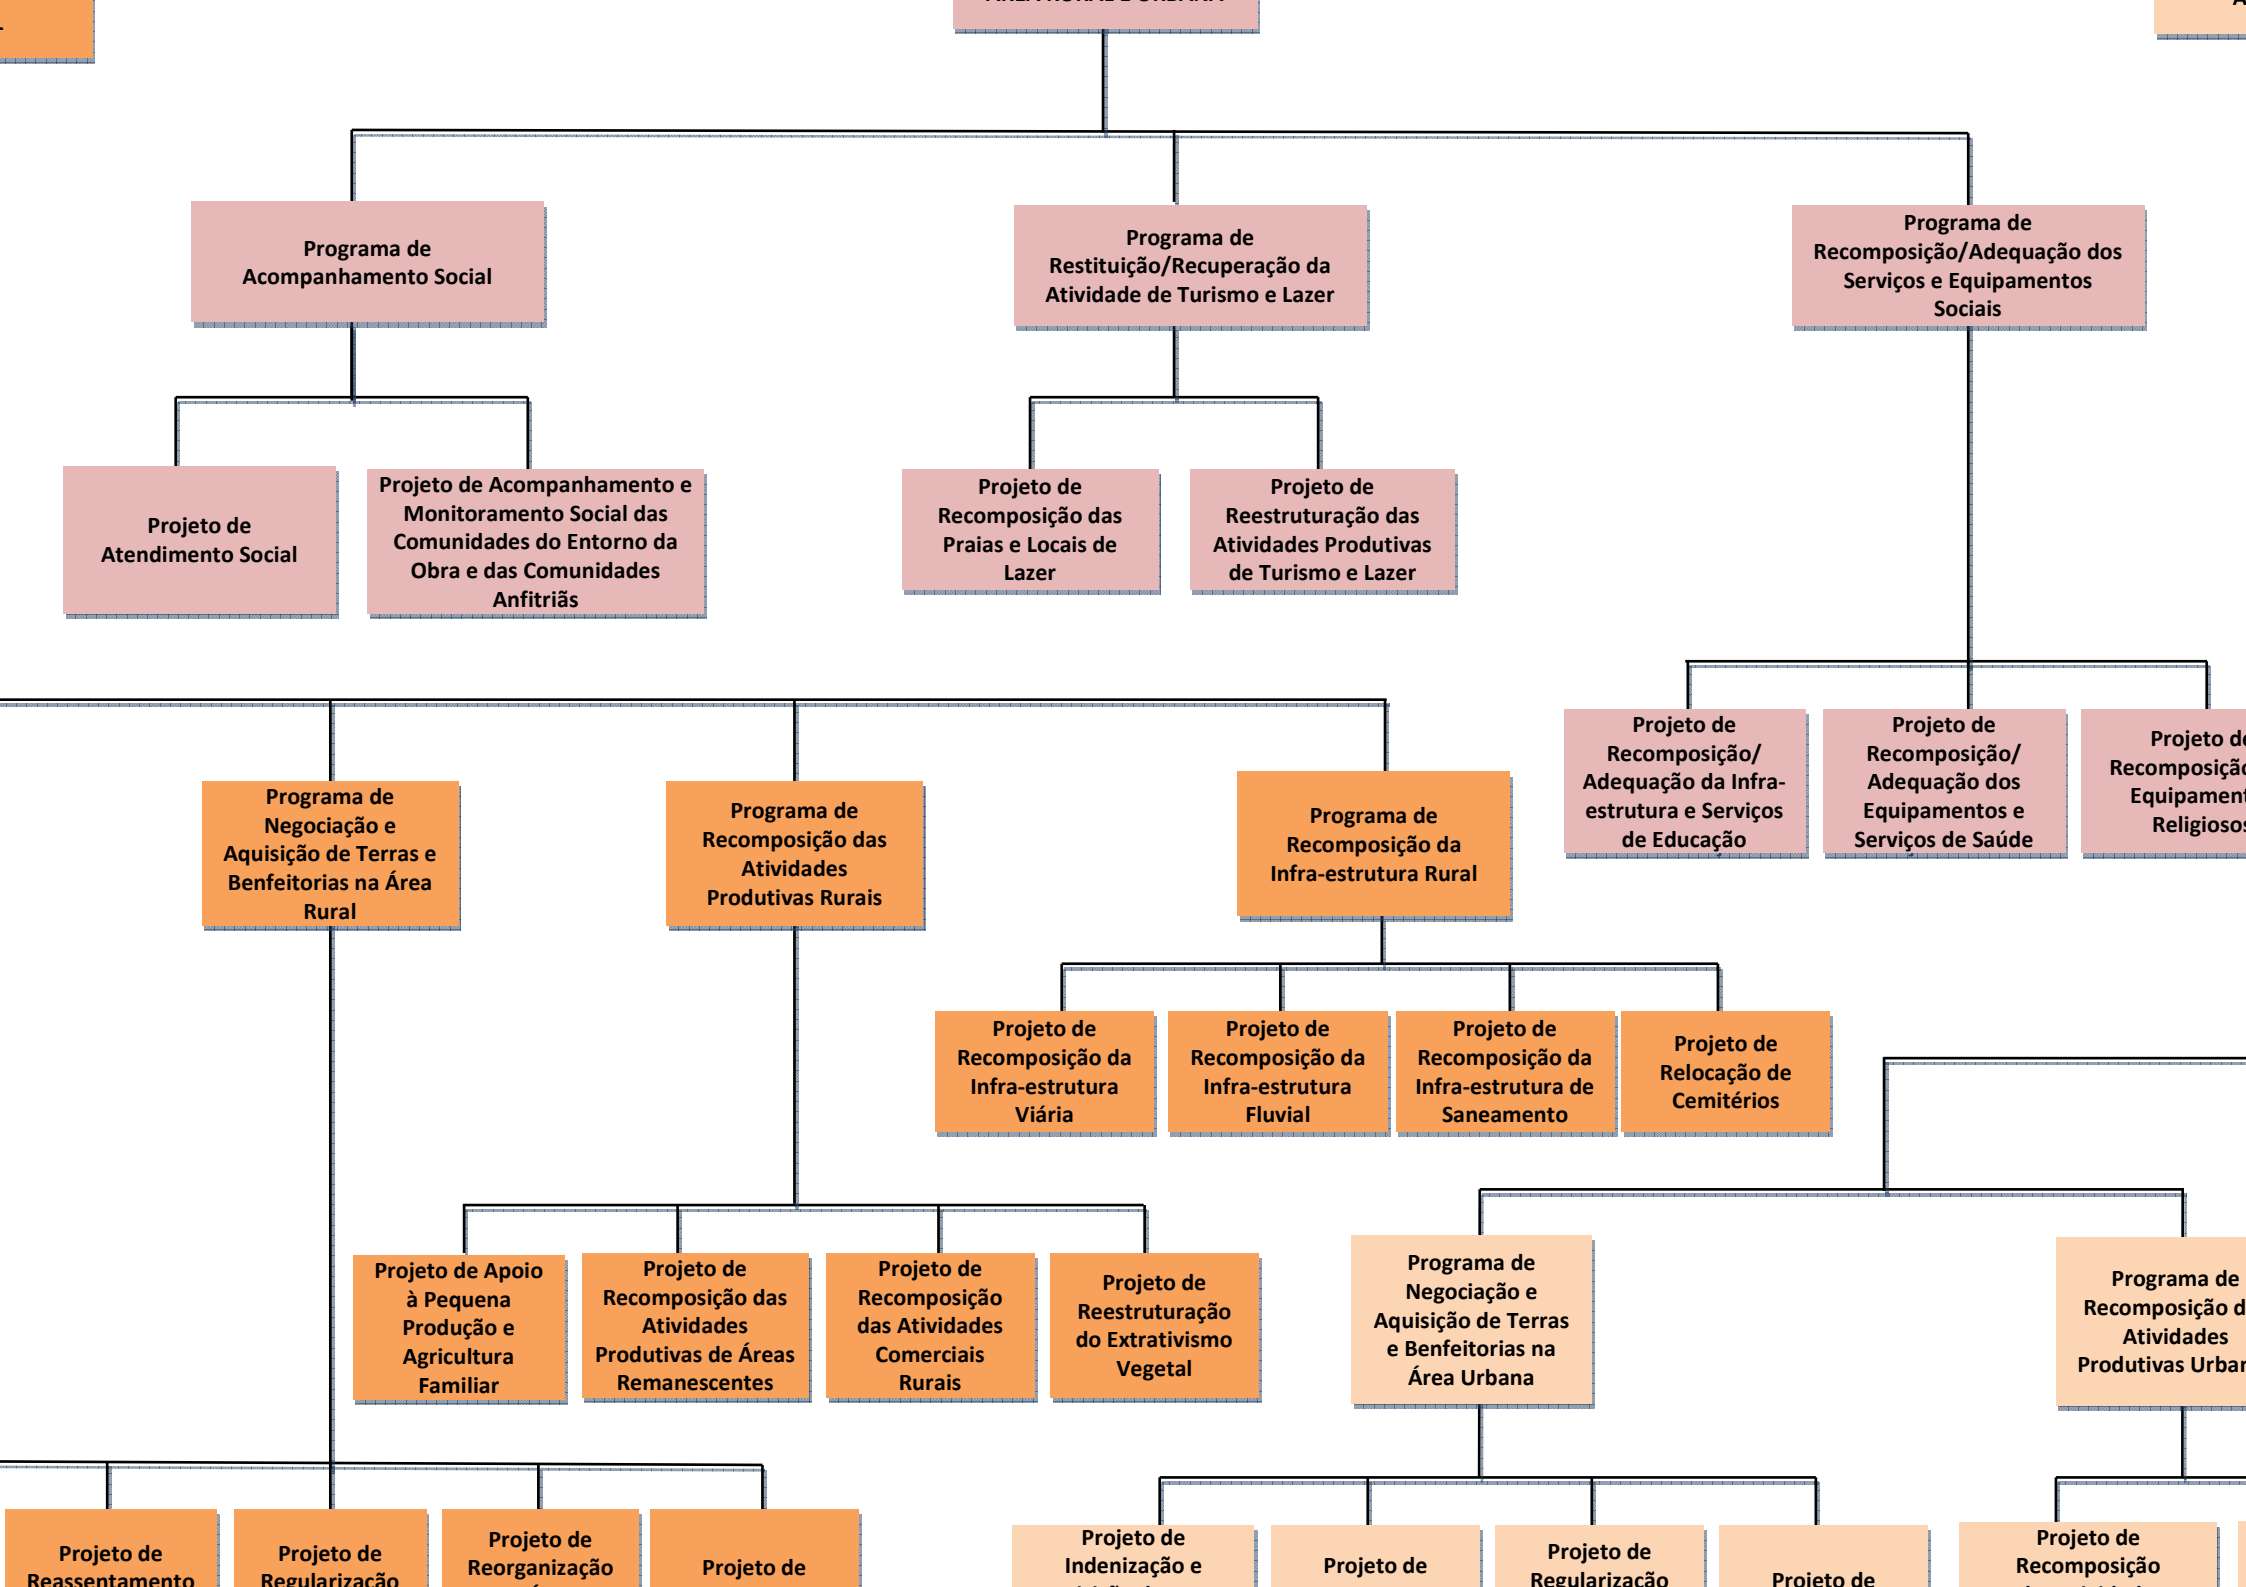 Programa de
Acompanhamento Social
Programa de
Restituição/Recuperação da
Atividade de Turismo e Lazer
Programa de
Recomposição/Adequação dos
Serviços e Equipamentos
Sociais
Projeto de
Atendimento Social
Projeto de Acompanhamento e
Monitoramento Social das
Comunidades do Entorno da
Obra e das Comunidades
Anfitriãs
Projeto de
Recomposição das
Praias e Locais de
Lazer
Projeto de
Reestruturação das
Atividades Produtivas
de Turismo e Lazer
Projeto de
Recomposição/
Adequação da Infra-
estrutura e Serviços
de Educação
Projeto de
Recomposição/
Adequação dos
Equipamentos e
Serviços de Saúde
Projeto
Programa de
Negociação e
Aquisição de Terras e
Benfeitorias na Área
Rural
Programa de
Recomposição das
Atividades
Produtivas Rurais
Programa de
Recomposição da
Infra-estrutura Rural
Projeto de
Recomposição da
Infra-estrutura
Viária
Projeto de
Recomposição da
Infra-estrutura
Fluvial
Projeto de
Recomposição da
Infra-estrutura de
Saneamento
Projeto de
Relocação de
Cemitérios
Projeto de Apoio
à Pequena
Produção e
Agricultura
Familiar
Projeto de
Recomposição das
Atividades
Produtivas de Áreas
Remanescentes
Projeto de
Recomposição
das Atividades
Comerciais
Rurais
Projeto de
Reestruturação
do Extrativismo
Vegetal
Programa de
Negociação e
Aquisição de Terras
e Benfeitorias na
Área Urbana
Programa de
Recomposição
Atividades
Produtivas
Projeto de
Reassentamento
Projeto de
Regularização
Projeto de
Reorganização
Projeto de
Projeto de
Indenização e
Projeto de
Projeto de
Regularização
Projeto de
Projeto de
Recomposição